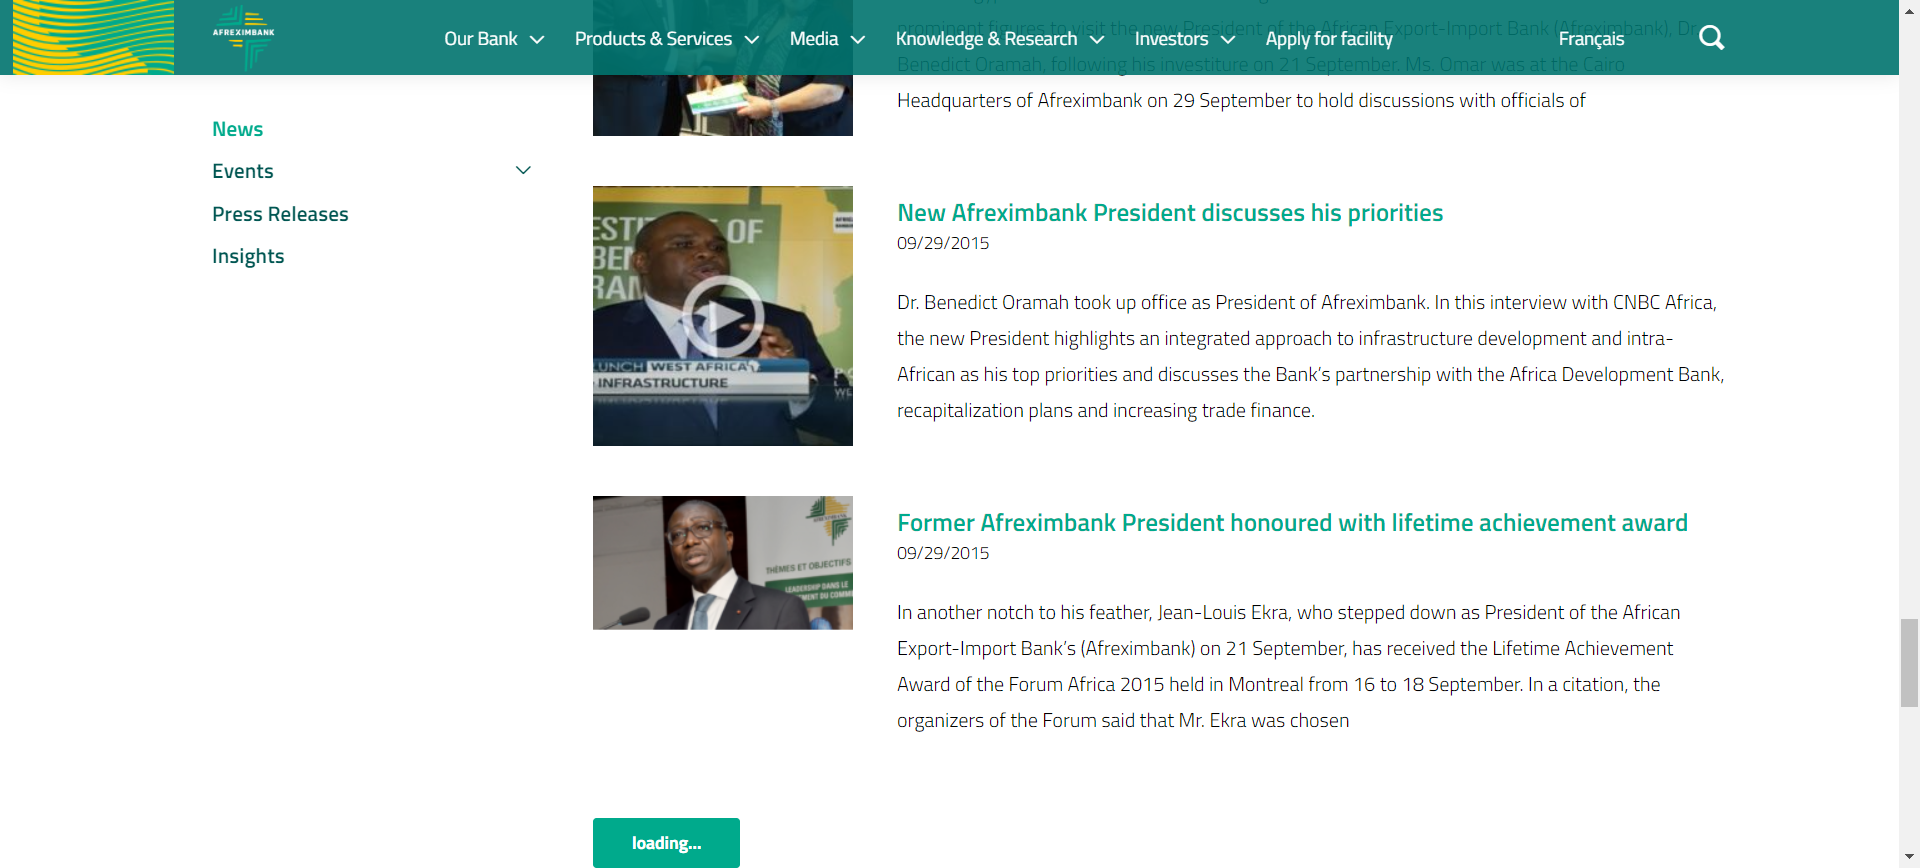 AFREXIMBANK
Our Bank
Products & Services
Media
Knowledge & Research
Investors
Apply for facility
Français
prominent figures to visit the new President of the African Export-Import Bank (Afreximbank), Dr.
Benedict Oramah, following his investiture on 21 September. Ms. Omar was at the Cairo
Headquarters of Afreximbank on 29 September to hold discussions with officials of
News
Events
Press Releases
Insights
OF
LUNCH WEST AFRICA
INFRASTRUCTURE
New Afreximbank President discusses his priorities
09/29/2015
Dr. Benedict Oramah took up office as President of Afreximbank. In this interview with CNBC Africa,
the new President highlights an integrated approach to infrastructure development and intra-
African as his top priorities and discusses the Bank’s partnership with the Africa Development Bank,
recapitalization plans and increasing trade finance.
AFREXIMBANK
THÈMES ET OBJECTIFS
LEADERSHIP DANS LE
Former Afreximbank President honoured with lifetime achievement award
09/29/2015
In another notch to his feather, Jean-Louis Ekra, who stepped down as President of the African
Export-Import Bank’s (Afreximbank) on 21 September, has received the Lifetime Achievement
Award of the Forum Africa 2015 held in Montreal from 16 to 18 September. In a citation, the
organizers of the Forum said that Mr. Ekra was chosen
loading...